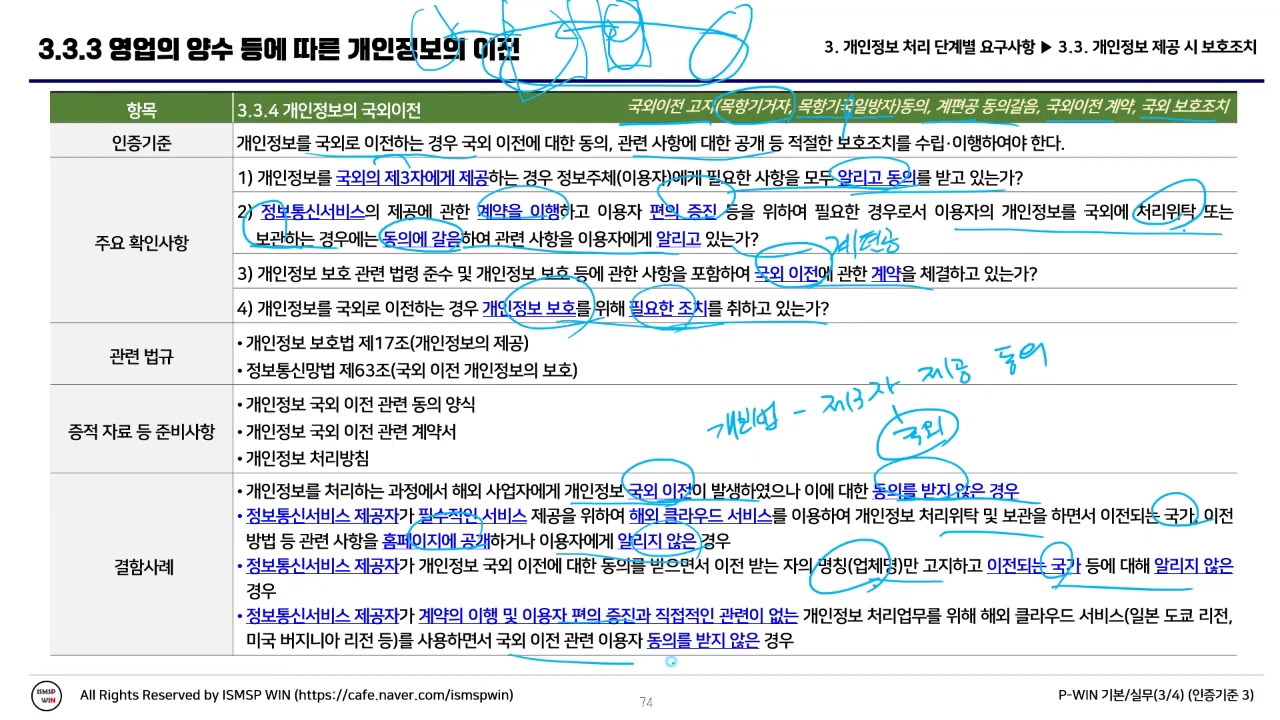 3.3.3 영업의 양수 등에 따른 개인정보의 이전
3. 개인정보 처리 단계별 요구사항 ▶ 3.3. 개인정보 제공 시 보호조치
항목
3.3.4 개인정보의 국외이전
국외이전 고지(목항기거자, 목항기국일방자)동의, 계편공 동의갈음, 국외이전 계약, 국외 보호조치
인증기준
개인정보를 국외로 이전하는 경우 국외 이전에 대한 동의, 관련 사항에 대한 공개 등 적절한 보호조치를 수립·이행하여야 한다.
주요 확인사항
1) 개인정보를 국외의 제3자에게 제공하는 경우 정보주체(이용자)에게 필요한 사항을 모두 알리고 동의를 받고 있는가?
2) 정보통신서비스의 제공에 관한 계약을 이행하고 이용자 편의 증진 등을 위하여 필요한 경우로서 이용자의 개인정보를 국외에 처리위탁 또는
보관하는 경우에는 동의에 갈음하여 관련 사항을 이용자에게 알리고 있는가?
계편공
3) 개인정보 보호 관련 법령 준수 및 개인정보 보호 등에 관한 사항을 포함하여 국외 이전에 관한 계약을 체결하고 있는가?
4) 개인정보를 국외로 이전하는 경우 개인정보 보호를 위해 필요한 조치를 취하고 있는가?
관련 법규
• 개인정보 보호법 제17조(개인정보의 제공)
• 정보통신망법 제63조(국외 이전 개인정보의 보호)
증적 자료 등 준비사항
• 개인정보 국외 이전 관련 동의 양식
• 개인정보 국외 이전 관련 계약서
• 개인정보 처리방침
개인법 - 제3자 제공 동의
국외
결함사례
• 개인정보를 처리하는 과정에서 해외 사업자에게 개인정보 국외 이전이 발생하였으나 이에 대한 동의를 받지 않은 경우
• 정보통신서비스 제공자가 필수적인 서비스 제공을 위하여 해외 클라우드 서비스를 이용하여 개인정보 처리위탁 및 보관을 하면서 이전되는 국가, 이전
방법 등 관련 사항을 홈페이지에 공개하거나 이용자에게 알리지 않은 경우
• 정보통신서비스 제공자가 개인정보 국외 이전에 대한 동의를 받으면서 이전 받는 자의 명칭(업체명)만 고지하고 이전되는 국가 등에 대해 알리지 않은
경우
• 정보통신서비스 제공자가 계약의 이행 및 이용자 편의 증진과 직접적인 관련이 없는 개인정보 처리업무를 위해 해외 클라우드 서비스(일본 도쿄 리전,
미국 버지니아 리전 등)를 사용하면서 국외 이전 관련 이용자 동의를 받지 않은 경우
ISMSP
WIN
All Rights Reserved by ISMSP WIN (https://cafe.naver.com/ismspwin)
74
P-WIN 기본/실무(3/4) (인증기준 3)